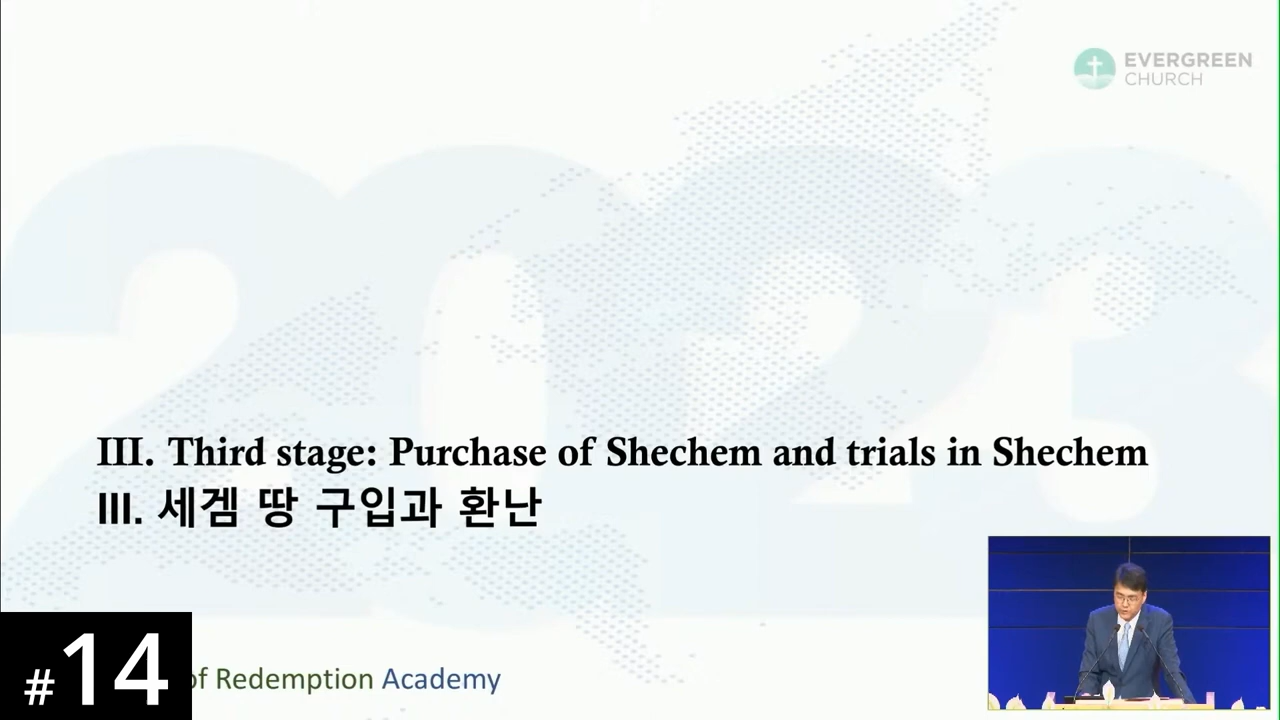 EVERGREEN
CHURCH
2023
III. Third stage: Purchase of Shechem and trials in Shechem
III. 세겜 땅 구입과 환난
of Redemption Academy
#14